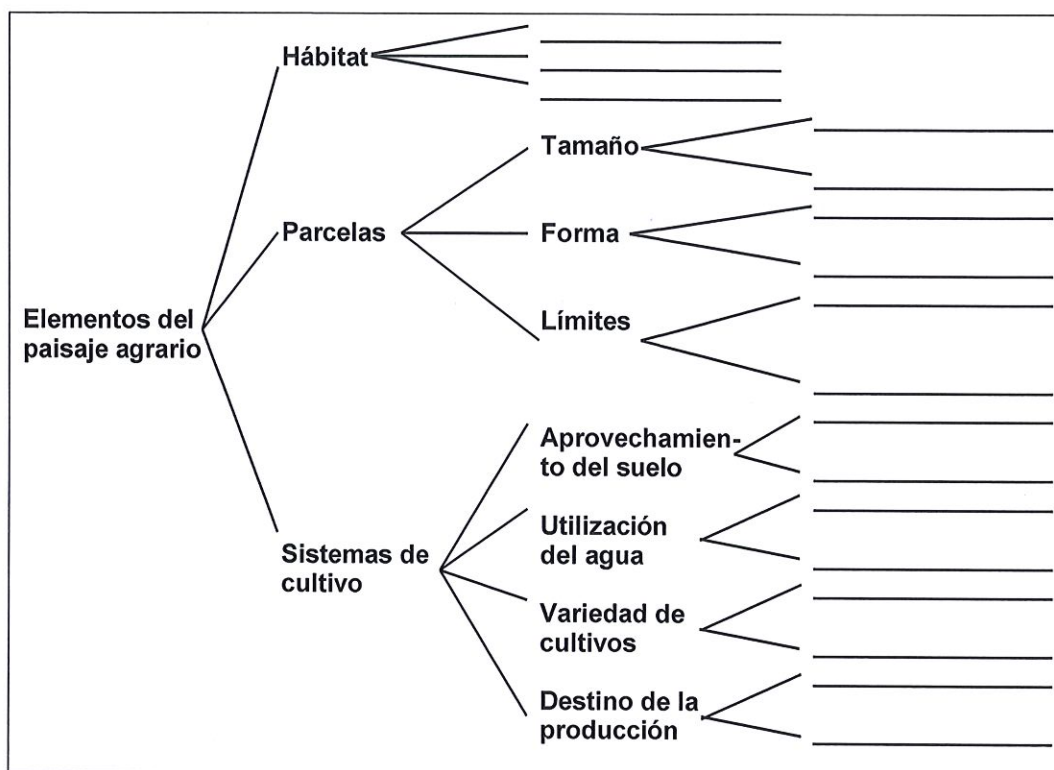 Hábitat
Tamaño
Parcelas
Forma
Límites
Elementos del
paisaje agrario
Aprovechamien-
to del suelo
Utilización
del agua
Sistemas de
cultivo
Variedad de
cultivos
Destino de la
producción